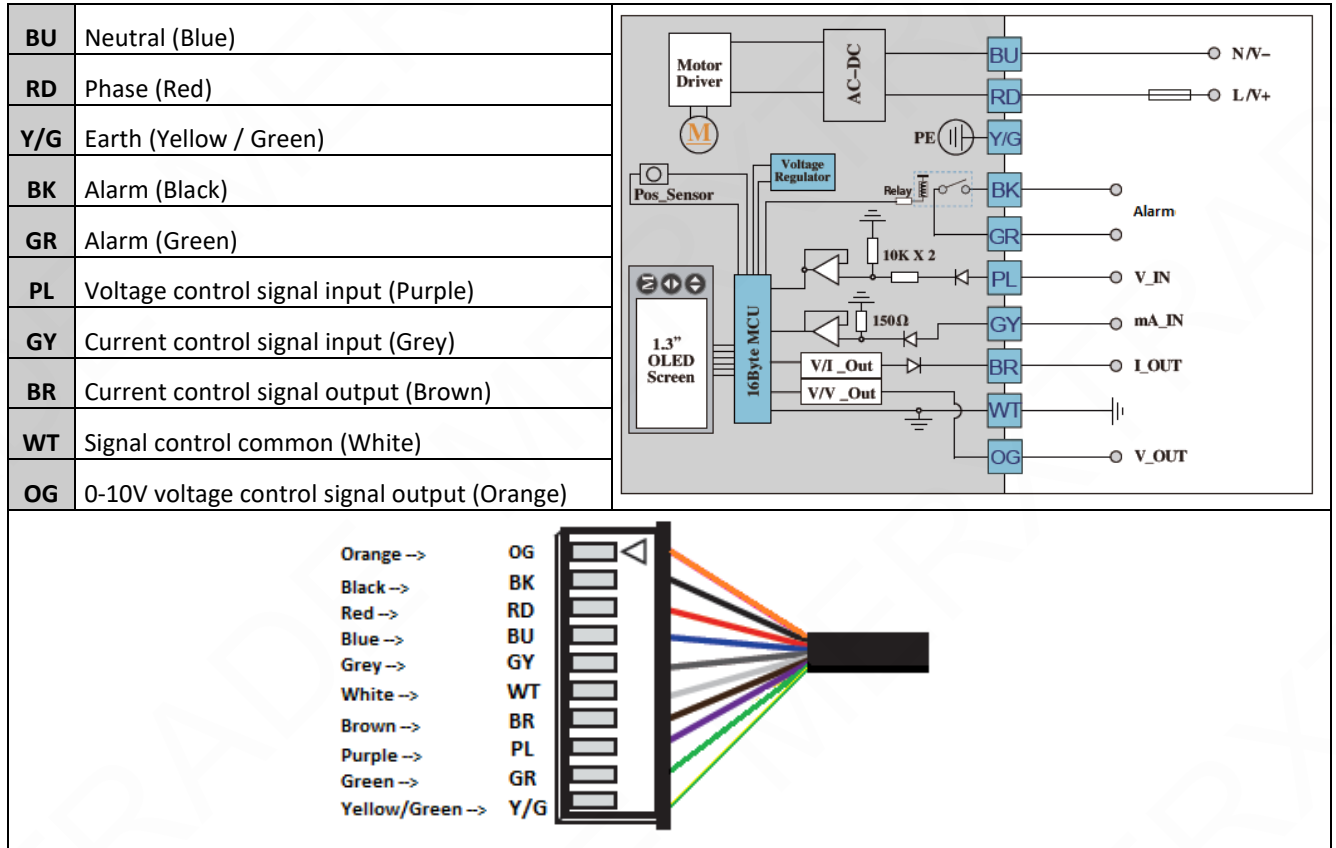 BU Neutral (Blue)
RD Phase (Red)
Y/G Earth (Yellow / Green)
BK Alarm (Black)
GR Alarm (Green)
PL Voltage control signal input (Purple)
GY Current control signal input (Grey)
BR Current control signal output (Brown)
WT Signal control common (White)
OG 0-10V voltage control signal output (Orange)
Motor
Driver
M
AC-DC
BU
N/V-
RD
L/V+
PE
Y/G
Voltage
Regulator
Pos_Sensor
Relay
BK
Alarm
GR
10K X 2
PL
V_IN
150Ω
GY
mA_IN
1.3”
OLED
Screen
16Byte MCU
V/I _Out
BR
I_OUT
V/V _Out
WT
OG
V_OUT
Orange --> OG
Black --> BK
Red --> RD
Blue --> BU
Grey --> GY
White --> WT
Brown --> BR
Purple --> PL
Green --> GR
Yellow/Green --> Y/G